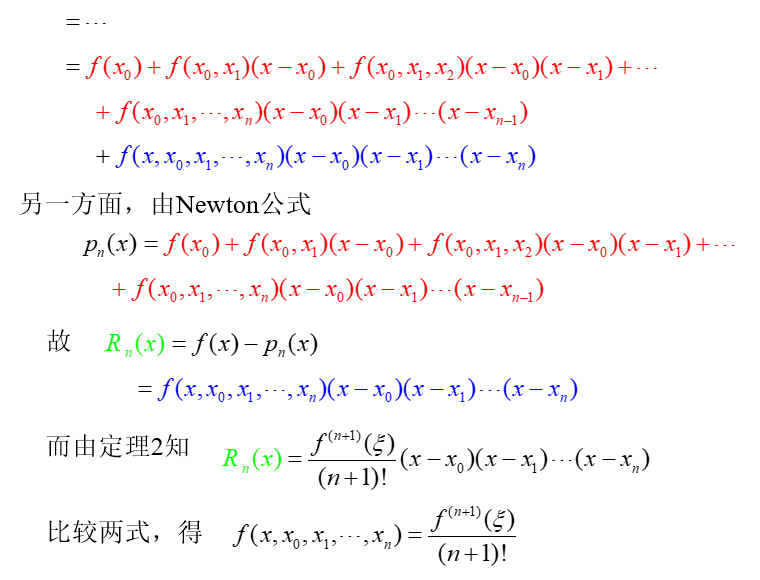 = ⋯
= f(x₀) + f(x₀, x₁)(x − x₀) + f(x₀, x₁, x₂)(x − x₀)(x − x₁) + ⋯
+ f(x₀, x₁, ⋯, xₙ)(x − x₀)(x − x₁)⋯(x − xₙ₋₁)
+ f(x, x₀, x₁, ⋯, xₙ)(x − x₀)(x − x₁)⋯(x − xₙ)
另一方面，由Newton公式
pₙ(x) = f(x₀) + f(x₀, x₁)(x − x₀) + f(x₀, x₁, x₂)(x − x₀)(x − x₁) + ⋯
+ f(x₀, x₁, ⋯, xₙ)(x − x₀)(x − x₁)⋯(x − xₙ₋₁)
故 Rₙ(x) = f(x) − pₙ(x)
= f(x, x₀, x₁, ⋯, xₙ)(x − x₀)(x − x₁)⋯(x − xₙ)
而由定理2知 Rₙ(x) = f⁽ⁿ⁺¹⁾(ξ)/(n+1)! (x − x₀)(x − x₁)⋯(x − xₙ)
比较两式，得 f(x, x₀, x₁, ⋯, xₙ) = f⁽ⁿ⁺¹⁾(ξ)/(n+1)!